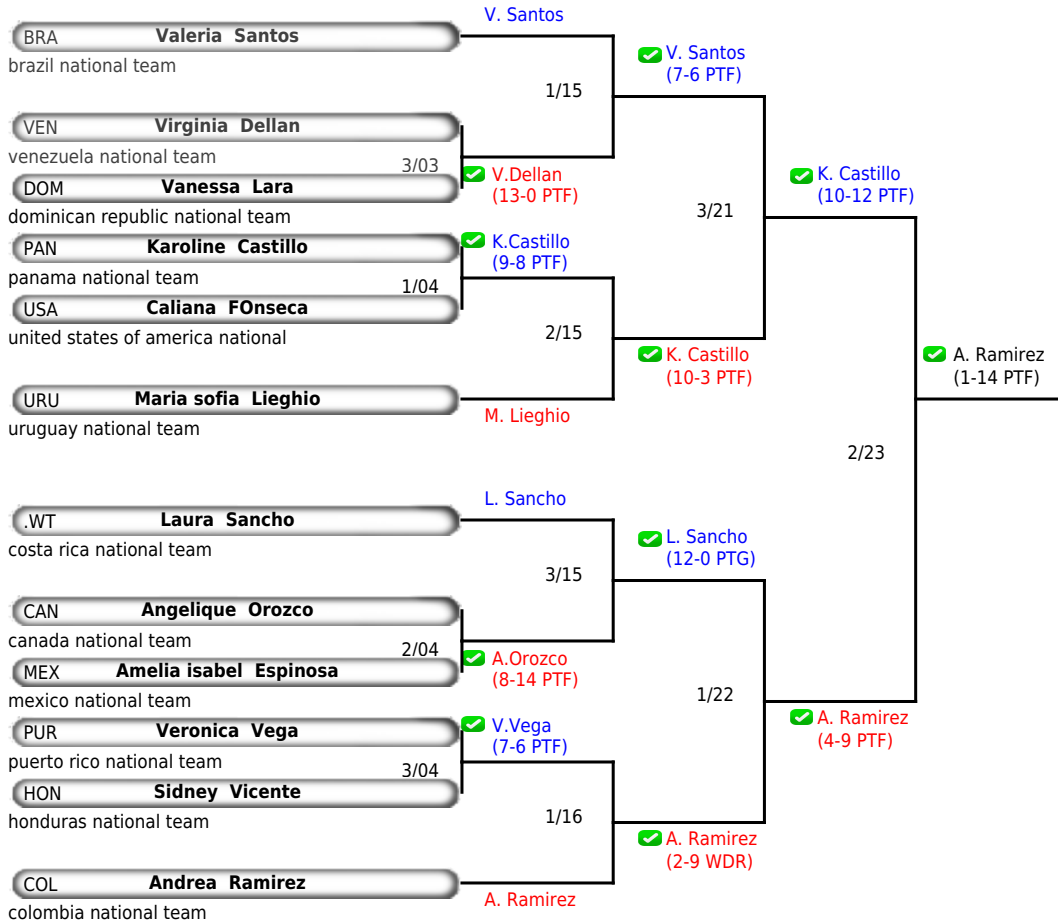 V. Santos
BRA Valeria Santos
brazil national team
V. Santos
(7-6 PTF)
1/15
VEN Virginia Dellan
venezuela national team
3/03
V.Dellan
(13-0 PTF)
DOM Vanessa Lara
dominican republic national team
K. Castillo
(10-12 PTF)
3/21
PAN Karoline Castillo
panama national team
K.Castillo
(9-8 PTF)
1/04
USA Caliana FOnseca
united states of america national
2/15
K. Castillo
(10-3 PTF)
A. Ramirez
(1-14 PTF)
URU Maria sofia Lieghio
uruguay national team
M. Lieghio
2/23
L. Sancho
.WT Laura Sancho
costa rica national team
L. Sancho
(12-0 PTG)
3/15
CAN Angelique Orozco
canada national team
2/04
A.Orozco
(8-14 PTF)
MEX Amelia isabel Espinosa
mexico national team
1/22
A. Ramirez
(4-9 PTF)
PUR Veronica Vega
puerto rico national team
V.Vega
(7-6 PTF)
3/04
HON Sidney Vicente
honduras national team
1/16
A. Ramirez
(2-9 WDR)
COL Andrea Ramirez
colombia national team
A. Ramirez